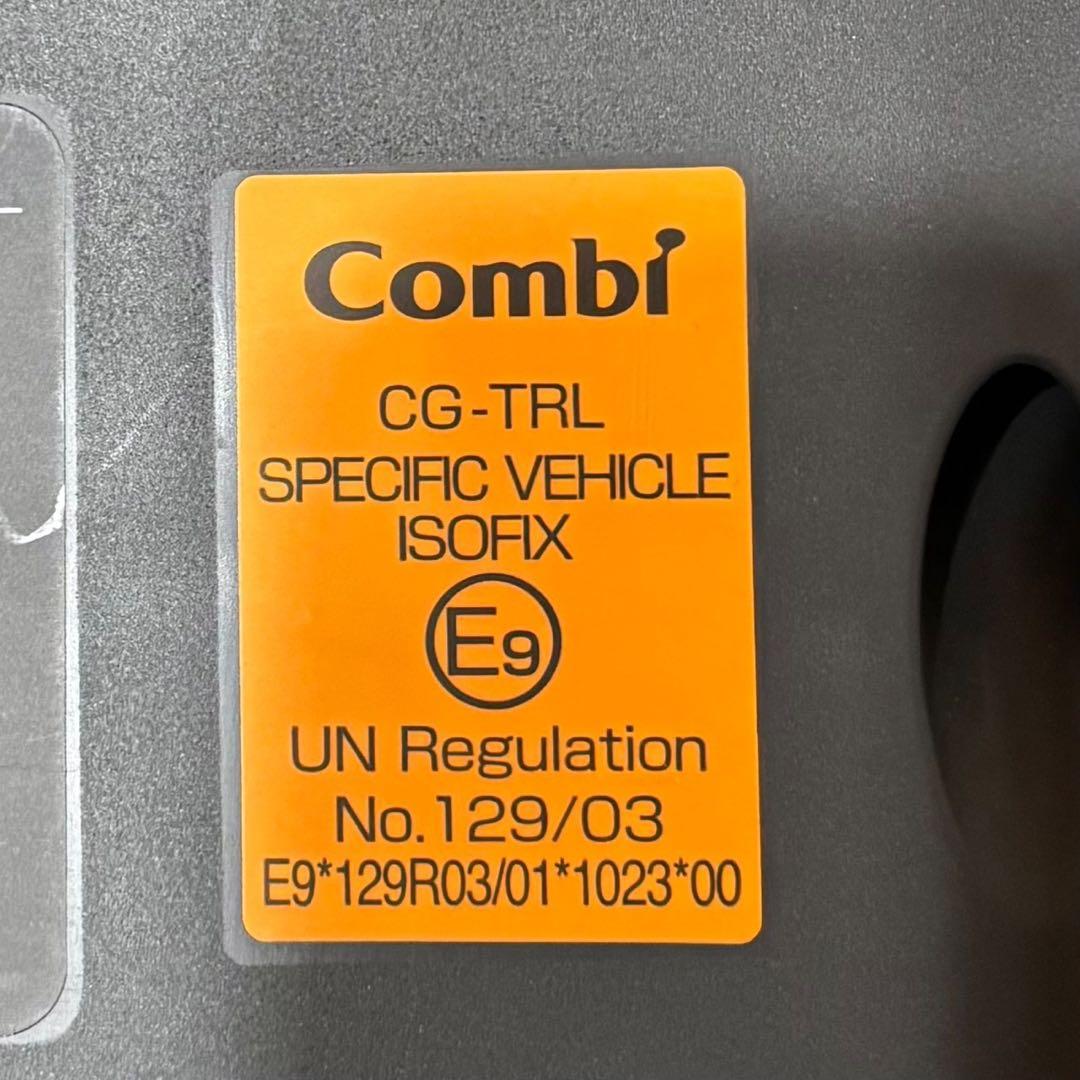 Combi
CG-TRL
SPECIFIC VEHICLE
ISOFIX
E9
UN Regulation
No.129/03
E9*129R03/01*1023*00